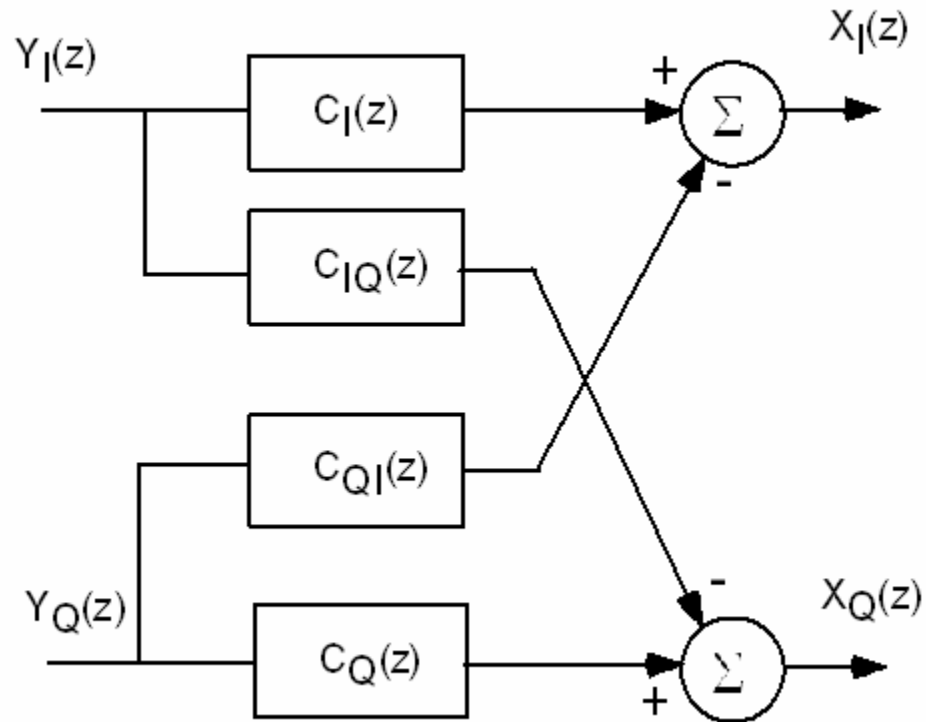 Y_I(z)
X_I(z)
C_I(z)
+
Σ
-
C_IQ(z)
C_QI(z)
-
Y_Q(z)
X_Q(z)
C_Q(z)
+
Σ